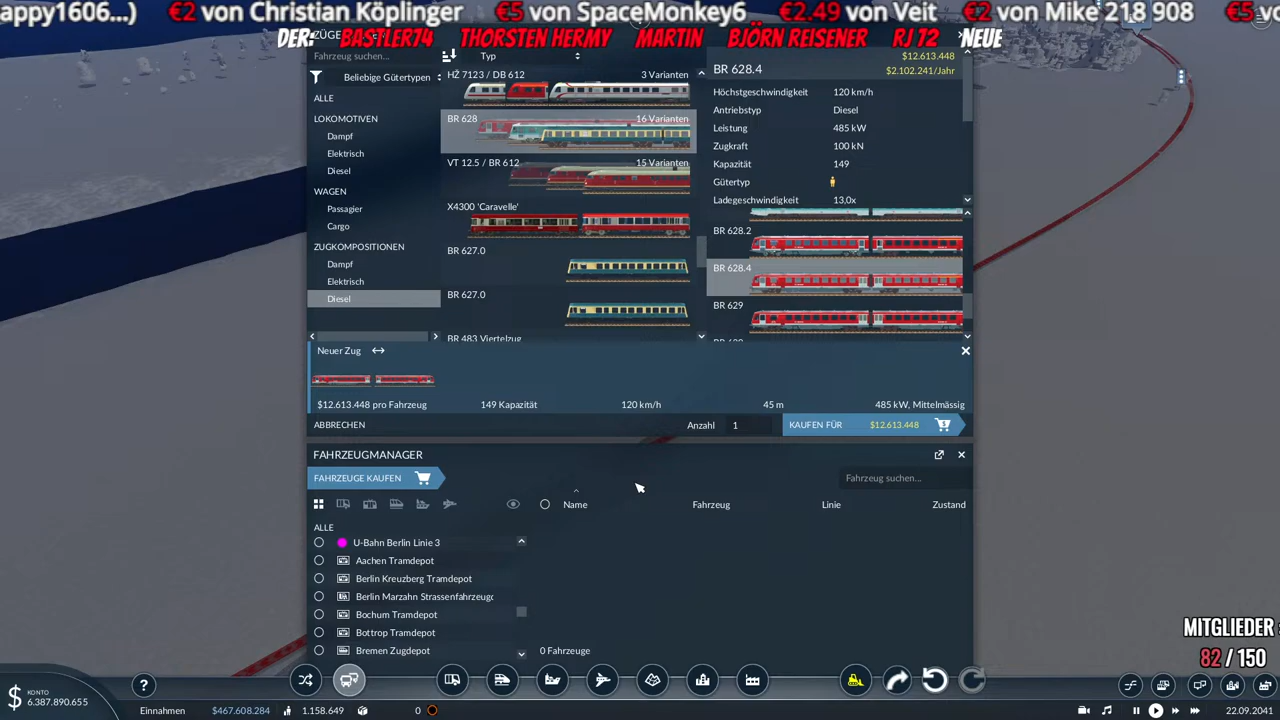 appy1606...) €2 von Christian Köplinger €5 von SpaceMonkey6 €2.49 von Veit €2 von Mike 218 908 €5 vo
DER: BASTLER74 THORSTEN HERMY MARTIN BJÖRN REISENER RJ 72 NEUE
Fahrzeug suchen...
Typ
Beliebige Gütertypen
ALLE
LOKOMOTIVEN
Dampf
Elektrisch
Diesel
WAGEN
Passagier
Cargo
ZUGKOMPOSITIONEN
Dampf
Elektrisch
Diesel
HŽ 7123 / DB 612 3 Varianten
BR 628 16 Varianten
VT 12.5 / BR 612 15 Varianten
X4300 'Caravelle'
BR 627.0
BR 627.0
BR 483 Viertelzug
$12.613.448
BR 628.4
$2.102.241/Jahr
Höchstgeschwindigkeit 120 km/h
Antriebstyp Diesel
Leistung 485 kW
Zugkraft 100 kN
Kapazität 149
Gütertyp
Ladegeschwindigkeit 13,0x
BR 628.2
BR 628.4
BR 629
Neuer Zug
$12.613.448 pro Fahrzeug 149 Kapazität 120 km/h 45 m 485 kW, Mittelmässig
ABBRECHEN Anzahl 1 KAUFEN FÜR $12.613.448
FAHRZEUGMANAGER
FAHRZEUGE KAUFEN Fahrzeug suchen...
Name Fahrzeug Linie Zustand
ALLE
U-Bahn Berlin Linie 3
Aachen Tramdepot
Berlin Kreuzberg Tramdepot
Berlin Marzahn Strassenfahrzeugd
Bochum Tramdepot
Bottrop Tramdepot
Bremen Zugdepot
0 Fahrzeuge
MITGLIEDER
82 / 150
$ KONTO
6.387.890.655
?
Einnahmen $467.608.284 1.158.649 0
22.09.2041